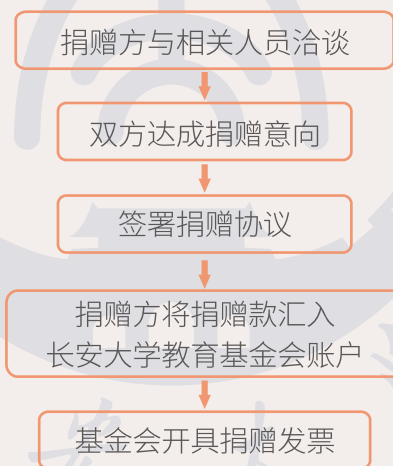 捐赠方与相关人员洽谈
双方达成捐赠意向
签署捐赠协议
捐赠方将捐赠款汇入
长安大学教育基金会账户
基金会开具捐赠发票